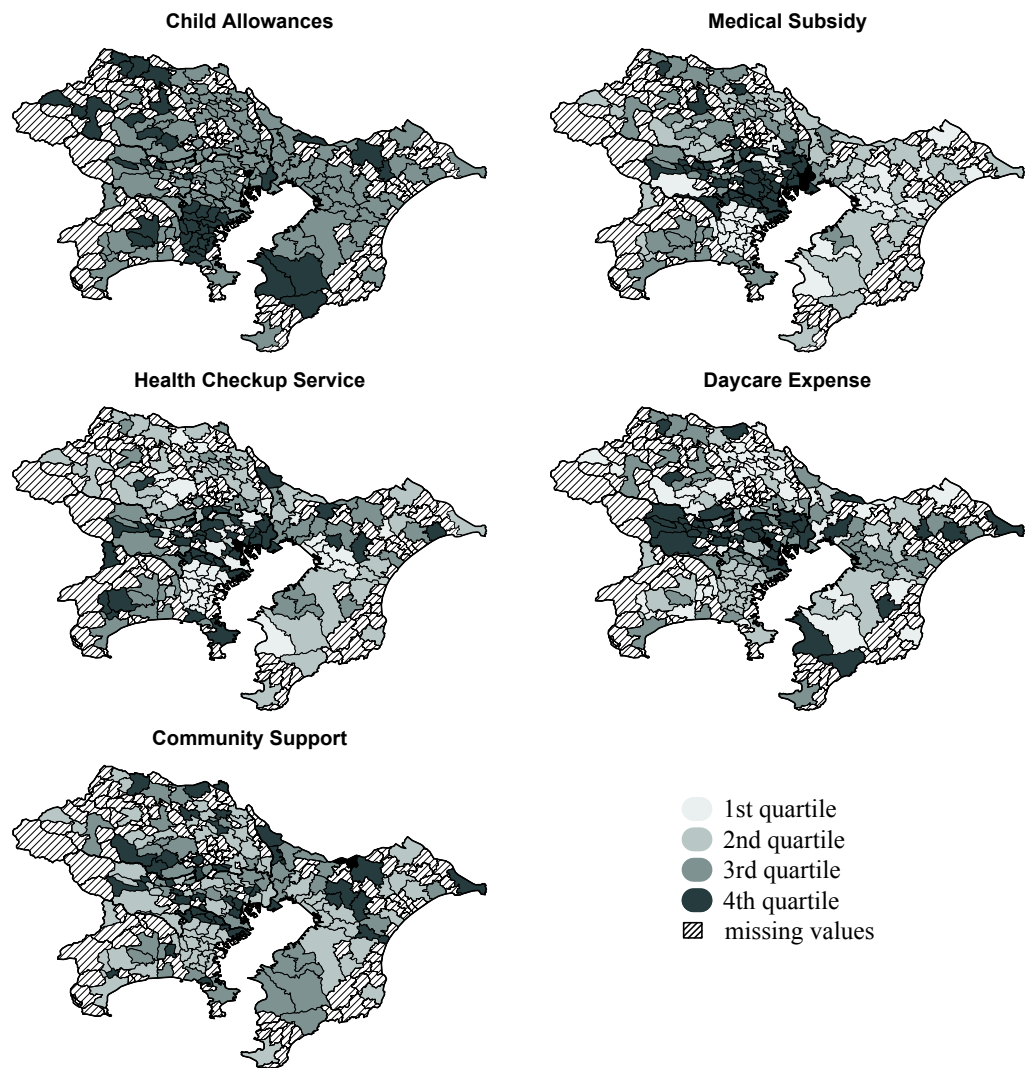 Child Allowances
Medical Subsidy
Health Checkup Service
Daycare Expense
Community Support
1st quartile
2nd quartile
3rd quartile
4th quartile
missing values